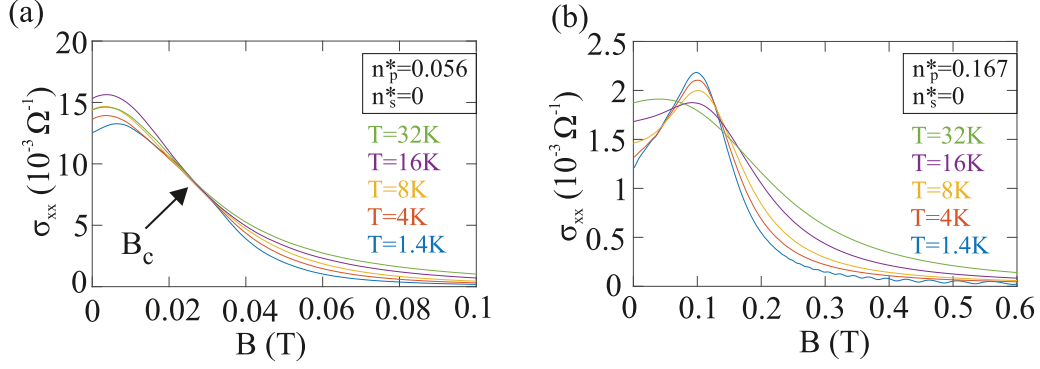 (a)
σxx (10⁻³ Ω⁻¹)
20
15
10
5
0
n*p=0.056
n*s=0
T=32K
T=16K
T=8K
T=4K
T=1.4K
Bc
0 0.02 0.04 0.06 0.08 0.1
B (T)
(b)
σxx (10⁻³ Ω⁻¹)
2.5
2
1.5
1
0.5
0
n*p=0.167
n*s=0
T=32K
T=16K
T=8K
T=4K
T=1.4K
0 0.1 0.2 0.3 0.4 0.5 0.6
B (T)